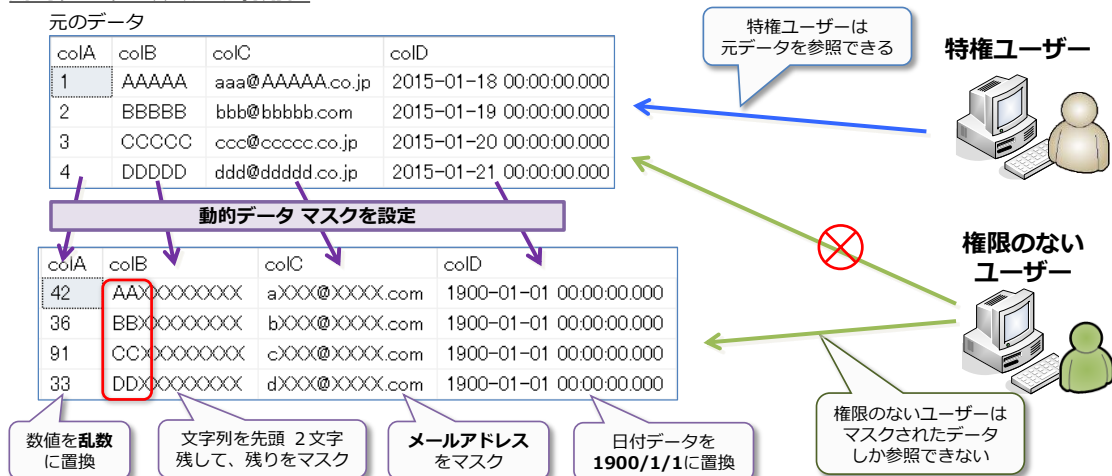 元のデータ
colA colB colC colD
1 AAAAA aaa@AAAAA.co.jp 2015-01-18 00:00:00.000
2 BBBBB bbb@bbbbb.com 2015-01-19 00:00:00.000
3 CCCCC ccc@ccccc.co.jp 2015-01-20 00:00:00.000
4 DDDDD ddd@ddddd.co.jp 2015-01-21 00:00:00.000
特権ユーザーは
元データを参照できる
特権ユーザー
動的データ マスクを設定
colA colB colC colD
42 AAXXXXXXXX aXXX@XXXX.com 1900-01-01 00:00:00.000
36 BBXXXXXXXX bXXX@XXXX.com 1900-01-01 00:00:00.000
91 CCXXXXXXXX cXXX@XXXX.com 1900-01-01 00:00:00.000
33 DDXXXXXXXX dXXX@XXXX.com 1900-01-01 00:00:00.000
権限のない
ユーザー
数値を乱数
に置換
文字列を先頭 2文字
残して、残りをマスク
メールアドレス
をマスク
日付データを
1900/1/1に置換
権限のないユーザーは
マスクされたデータ
しか参照できない